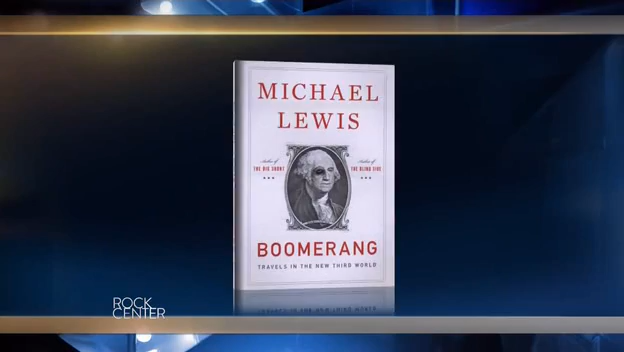 MICHAEL
LEWIS
Author of
THE BIG SHORT
Author of
THE BLIND SIDE
BOOMERANG
TRAVELS IN THE NEW THIRD WORLD
ROCK
CENTER